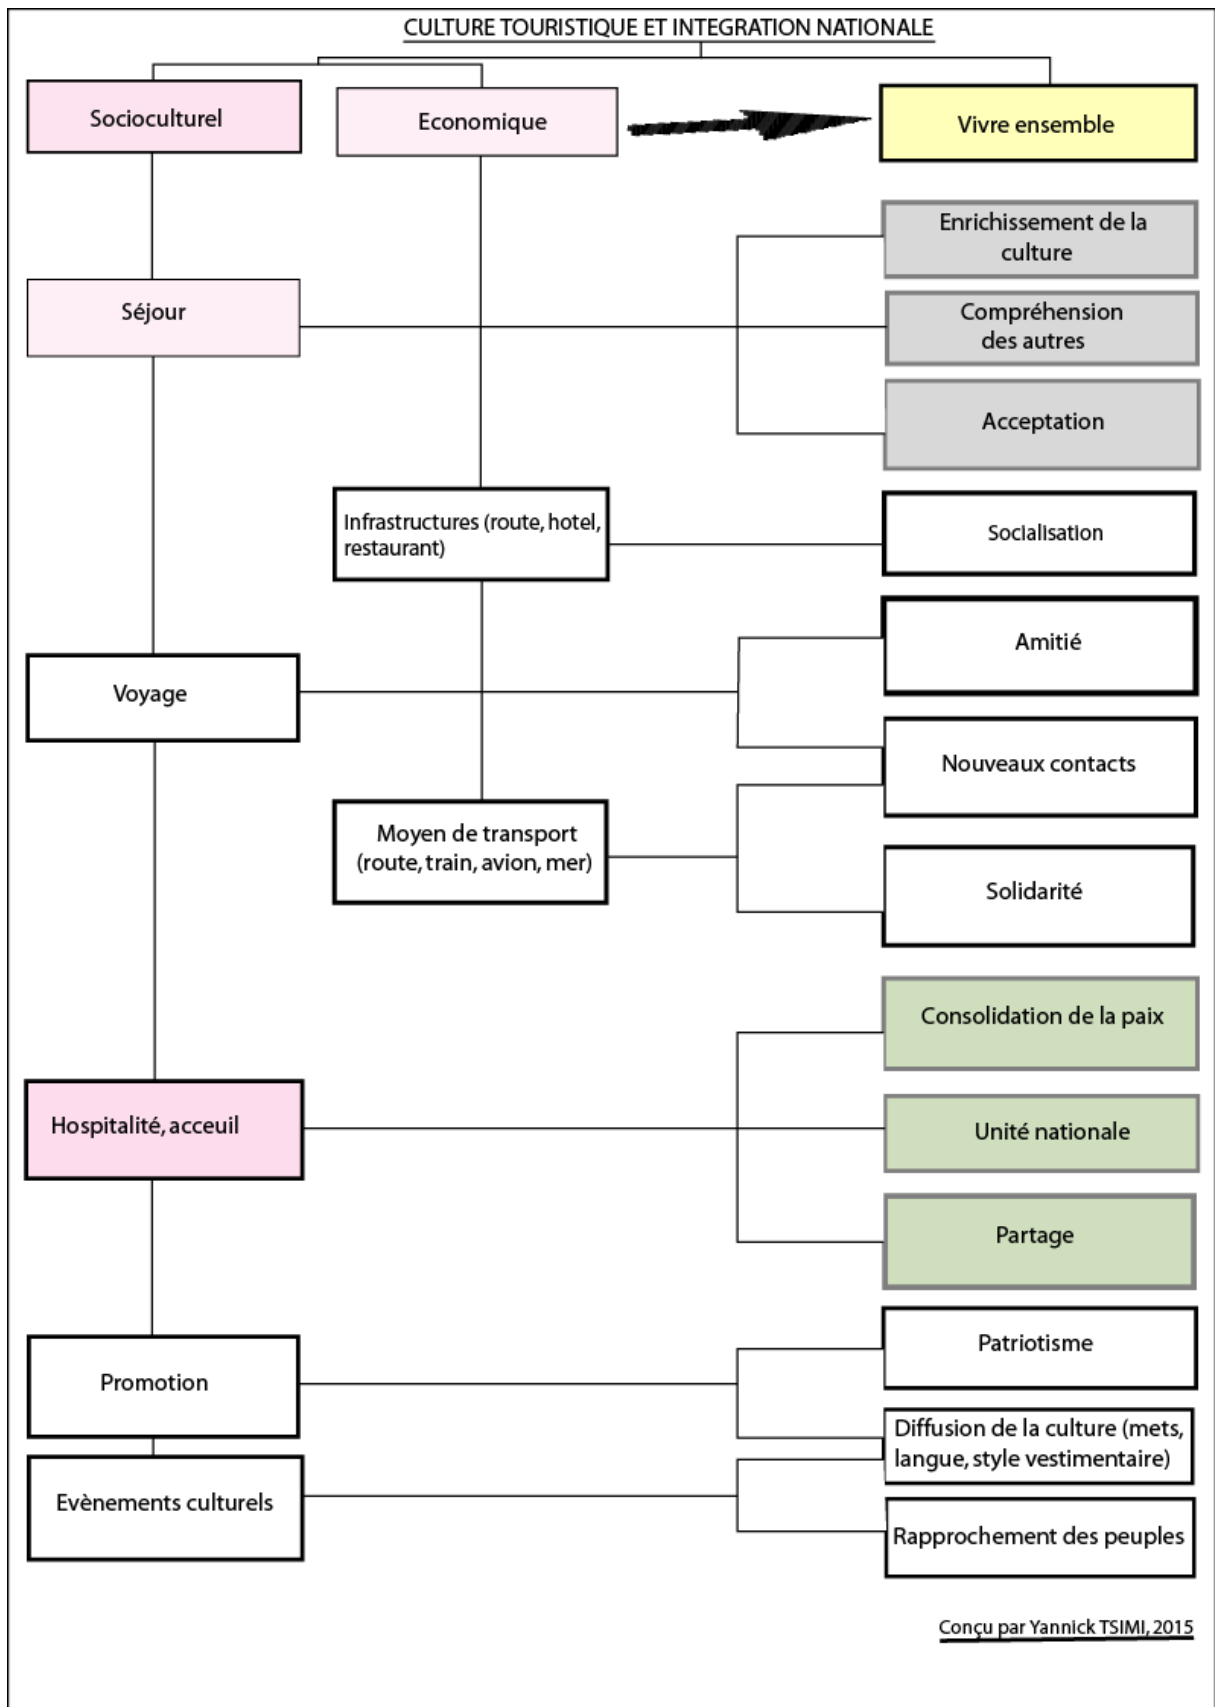 CULTURE TOURISTIQUE ET INTEGRATION NATIONALE
Socioculturel
Economique
Vivre ensemble
Enrichissement de la
culture
Séjour
Compréhension
des autres
Acceptation
Infrastructures (route, hotel,
restaurant)
Socialisation
Amitié
Voyage
Nouveaux contacts
Moyen de transport
(route, train, avion, mer)
Solidarité
Consolidation de la paix
Hospitalité, acceuil
Unité nationale
Partage
Patriotisme
Promotion
Diffusion de la culture (mets,
langue, style vestimentaire)
Evènements culturels
Rapprochement des peuples
Conçu par Yannick TSIMI, 2015